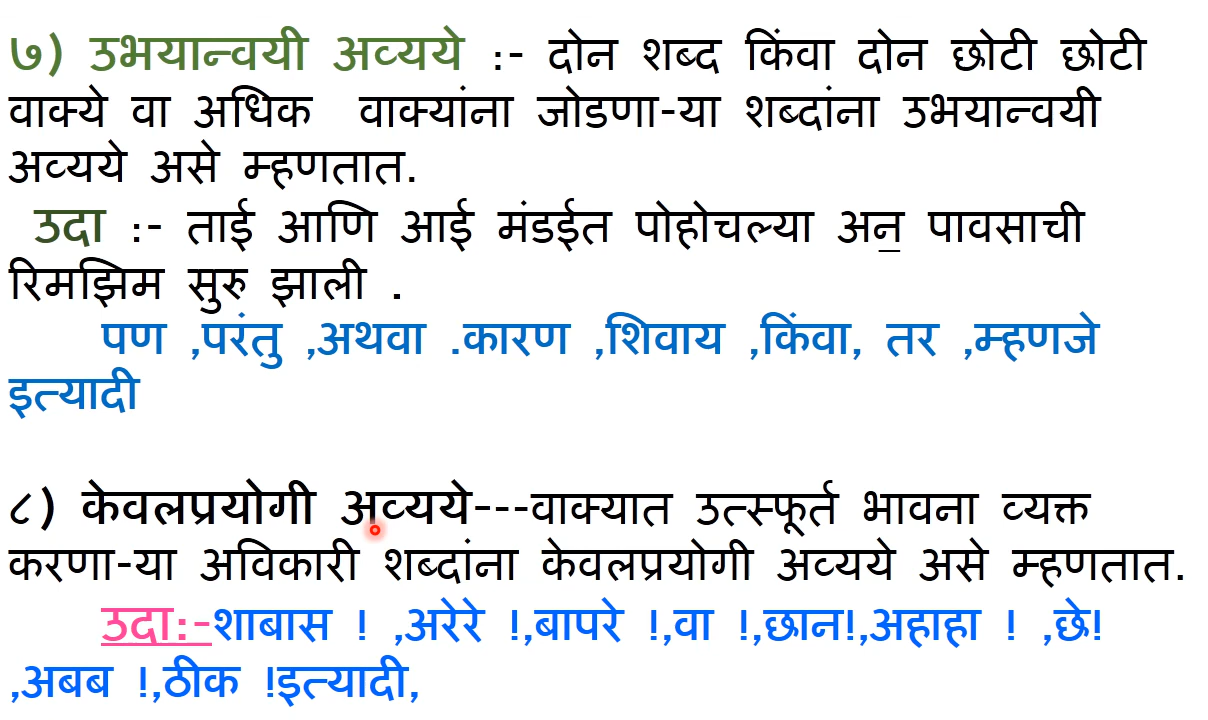 ७) उभयान्वयी अव्यये :- दोन शब्द किंवा दोन छोटी छोटी
वाक्ये वा अधिक वाक्यांना जोडणा-या शब्दांना उभयान्वयी
अव्यये असे म्हणतात.
उदा :- ताई आणि आई मंडईत पोहोचल्या अन पावसाची
रिमझिम सुरु झाली .
पण ,परंतु ,अथवा .कारण ,शिवाय ,किंवा, तर ,म्हणजे
इत्यादी
८) केवलप्रयोगी अव्यये---वाक्यात उत्स्फूर्त भावना व्यक्त
करणा-या अविकारी शब्दांना केवलप्रयोगी अव्यये असे म्हणतात.
उदा:-शाबास ! ,अरेरे !,बापरे !,वा !,छान!,अहाहा ! ,छे!
,अबब !,ठीक !इत्यादी,